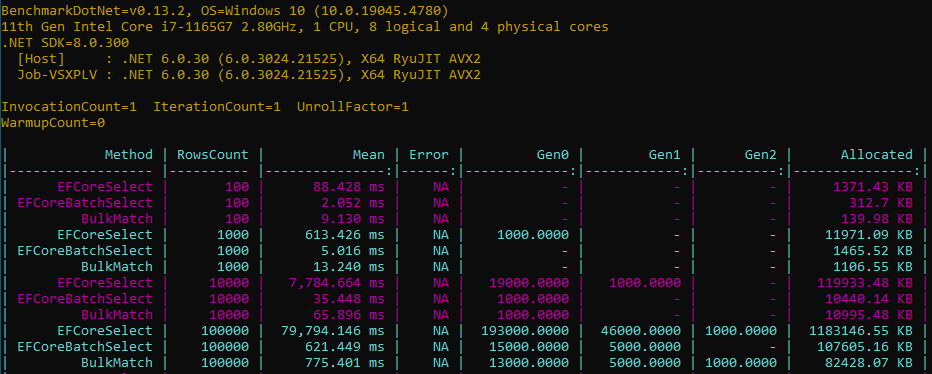 BenchmarkDotNet=v0.13.2, OS=Windows 10 (10.0.19045.4780)
11th Gen Intel Core i7-1165G7 2.80GHz, 1 CPU, 8 logical and 4 physical cores
.NET SDK=8.0.300
  [Host]     : .NET 6.0.30 (6.0.3024.21525), X64 RyuJIT AVX2
  Job-VSXPLV : .NET 6.0.30 (6.0.3024.21525), X64 RyuJIT AVX2
InvocationCount=1  IterationCount=1  UnrollFactor=1
WarmupCount=0
|            Method | RowsCount |          Mean | Error |        Gen0 |       Gen1 |      Gen2 |     Allocated |
|------------------ |---------- |--------------:|------:|------------:|-----------:|----------:|--------------:|
|      EFCoreSelect |       100 |     88.428 ms |    NA |           - |          - |         - |    1371.43 KB |
| EFCoreBatchSelect |       100 |      2.052 ms |    NA |           - |          - |         - |      312.7 KB |
|         BulkMatch |       100 |      9.130 ms |    NA |           - |          - |         - |     139.98 KB |
|      EFCoreSelect |      1000 |    613.426 ms |    NA |   1000.0000 |          - |         - |   11971.09 KB |
| EFCoreBatchSelect |      1000 |      5.016 ms |    NA |           - |          - |         - |    1465.52 KB |
|         BulkMatch |      1000 |     13.240 ms |    NA |           - |          - |         - |    1106.55 KB |
|      EFCoreSelect |     10000 |  7,784.664 ms |    NA |  19000.0000 |  1000.0000 |         - |  119933.48 KB |
| EFCoreBatchSelect |     10000 |     35.448 ms |    NA |   1000.0000 |          - |         - |   10440.14 KB |
|         BulkMatch |     10000 |     65.896 ms |    NA |   1000.0000 |          - |         - |   10995.48 KB |
|      EFCoreSelect |    100000 | 79,794.146 ms |    NA | 193000.0000 | 46000.0000 | 1000.0000 | 1183146.55 KB |
| EFCoreBatchSelect |    100000 |    621.449 ms |    NA |  15000.0000 |  5000.0000 |         - |  107605.16 KB |
|         BulkMatch |    100000 |    775.401 ms |    NA |  13000.0000 |  5000.0000 | 1000.0000 |   82428.07 KB |